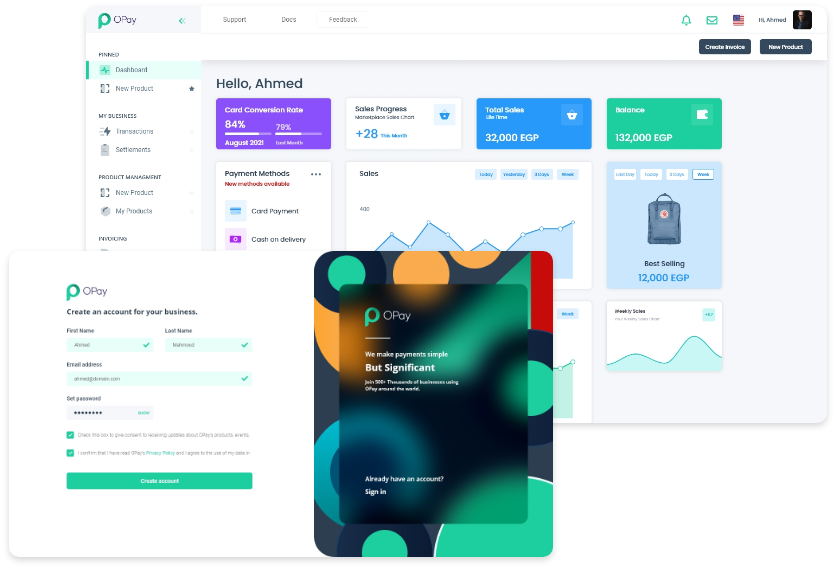 OPay
Support
Docs
Feedback
Hi, Ahmed
Create Invoice
New Product
PINNED
Dashboard
New Product
MY BUESINESS
Transactions
Settlements
PRODUCT MANAGMENT
New Product
My Products
INVOICING
Hello, Ahmed
Card Conversion Rate
84%
79%
August 2021
Last Month
Sales Progress
Marketplace Sales Chart
+28 This Month
Total Sales
Life Time
32,000 EGP
Balance
132,000 EGP
Payment Methods
New methods available
Card Payment
Cash on delivery
Sales
Today
Yesterday
3 Days
Week
400
Last Day
Today
3 Days
Week
Best Selling
12,000 EGP
Week
Weekly Sales
OPay
Create an account for your business.
First Name
Last Name
Ahmed
Mahmoud
Email address
ahmed@domain.com
Set password
SHOW
Check this box to give consent to receiving updates about OPay's products, events,
I confirm that I have read OPay's Privacy Policy and I agree to the use of my data in
Create account
OPay
We make payments simple
But Significant
Join 500+ Thousands of businesses using
OPay around the world.
Already have an account?
Sign in